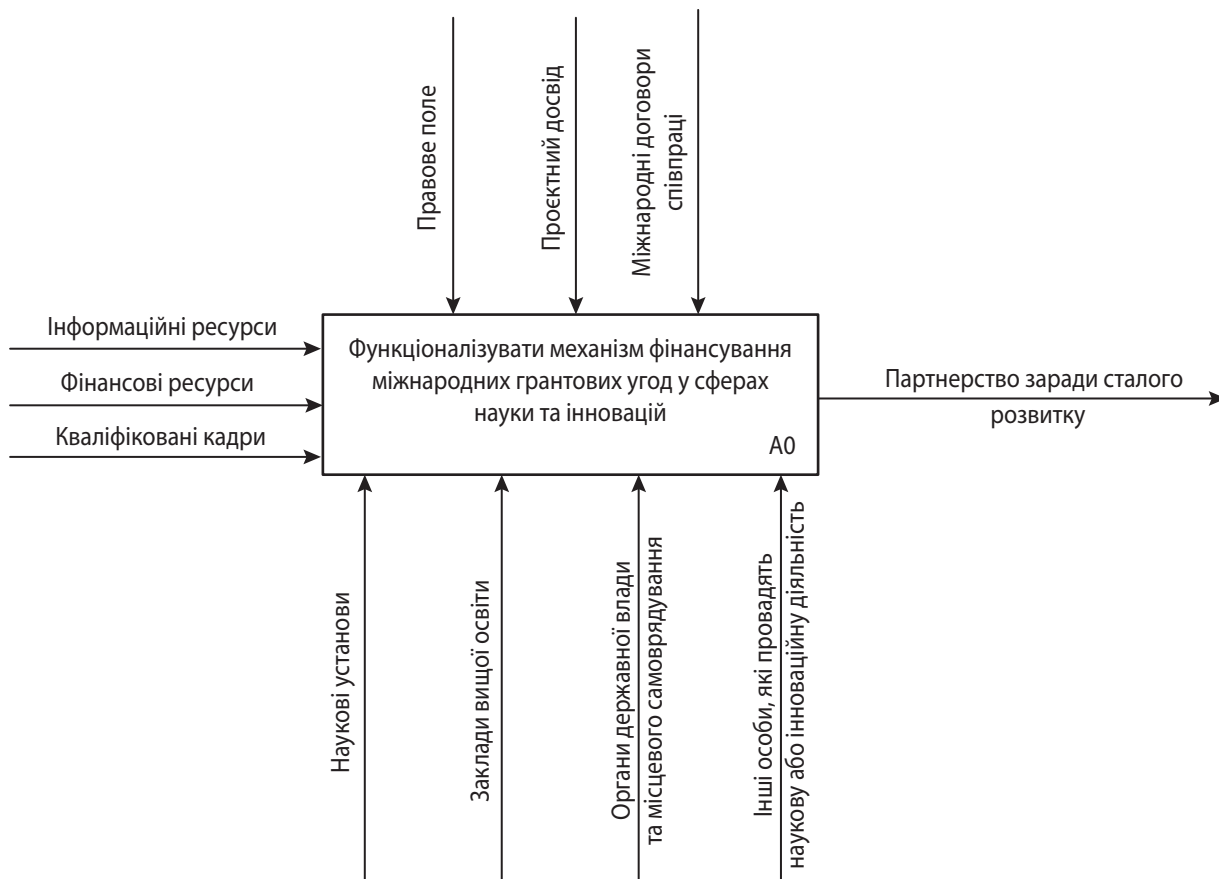 Правове поле
Проєктний досвід
Міжнародні договори
співпраці
Інформаційні ресурси
Фінансові ресурси
Кваліфіковані кадри
Функціоналізувати механізм фінансування
міжнародних грантових угод у сферах
науки та інновацій
А0
Партнерство заради сталого
розвитку
Наукові установи
Заклади вищої освіти
Органи державної влади
та місцевого самоврядування
Інші особи, які провадять
наукову або інноваційну діяльність